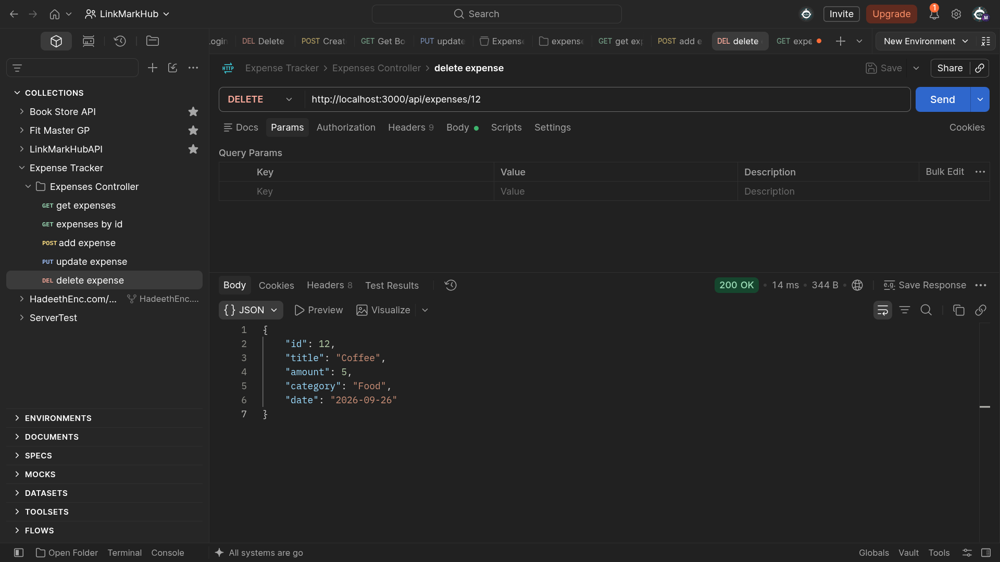 LinkMarkHub
Search
Invite
Upgrade
1
M
ogin
DEL Delete
POST Creat
GET Get Bo
PUT update
Expens
expens
GET get exp
POST add e
DEL delete
GET expe
New Environment
HTTP
Expense Tracker > Expenses Controller > delete expense
Save
Share
DELETE
http://localhost:3000/api/expenses/12
Send
Docs
Params
Authorization
Headers 9
Body
Scripts
Settings
Cookies
Query Params
Key
Value
Description
Bulk Edit
Key
Value
Description
COLLECTIONS
Book Store API
Fit Master GP
LinkMarkHubAPI
Expense Tracker
Expenses Controller
GET get expenses
GET expenses by id
POST add expense
PUT update expense
DEL delete expense
HadeethEnc.com/... HadeethEnc....
ServerTest
ENVIRONMENTS
DOCUMENTS
SPECS
MOCKS
DATASETS
TOOLSETS
FLOWS
Body
Cookies
Headers 8
Test Results
200 OK • 14 ms • 344 B
e.g. Save Response
{} JSON
Preview
Visualize
1 {
2 "id": 12,
3 "title": "Coffee",
4 "amount": 5,
5 "category": "Food",
6 "date": "2026-09-26"
7 }
Open Folder
Terminal
Console
All systems are go
Globals
Vault
Tools